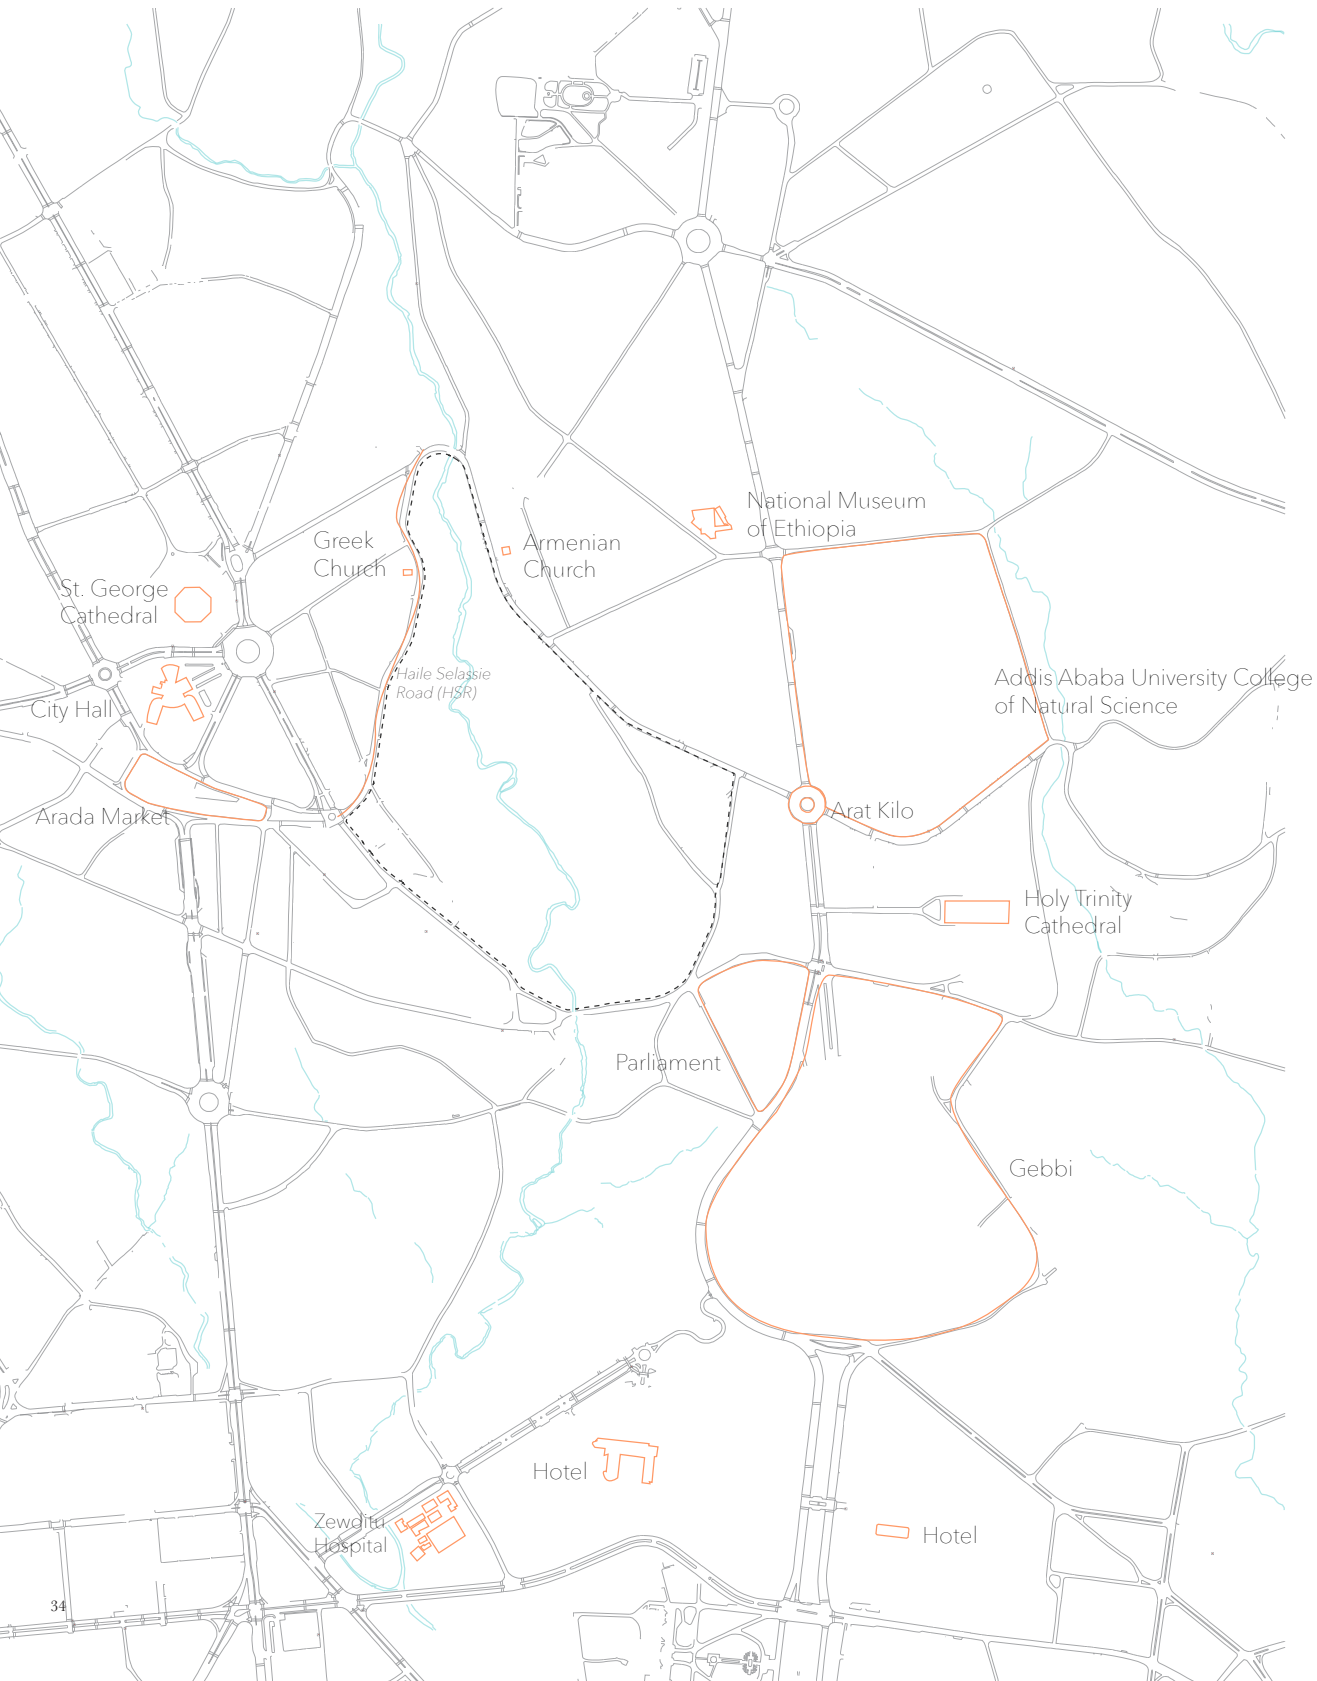 National Museum
of Ethiopia
Greek
Church
Armenian
Church
St. George
Cathedral
Haile Selassie
Road (HSR)
Addis Ababa University College
of Natural Science
City Hall
Arada Market
Arat Kilo
Holy Trinity
Cathedral
Parliament
Gebbi
Hotel
Zewditu
Hospital
Hotel
34